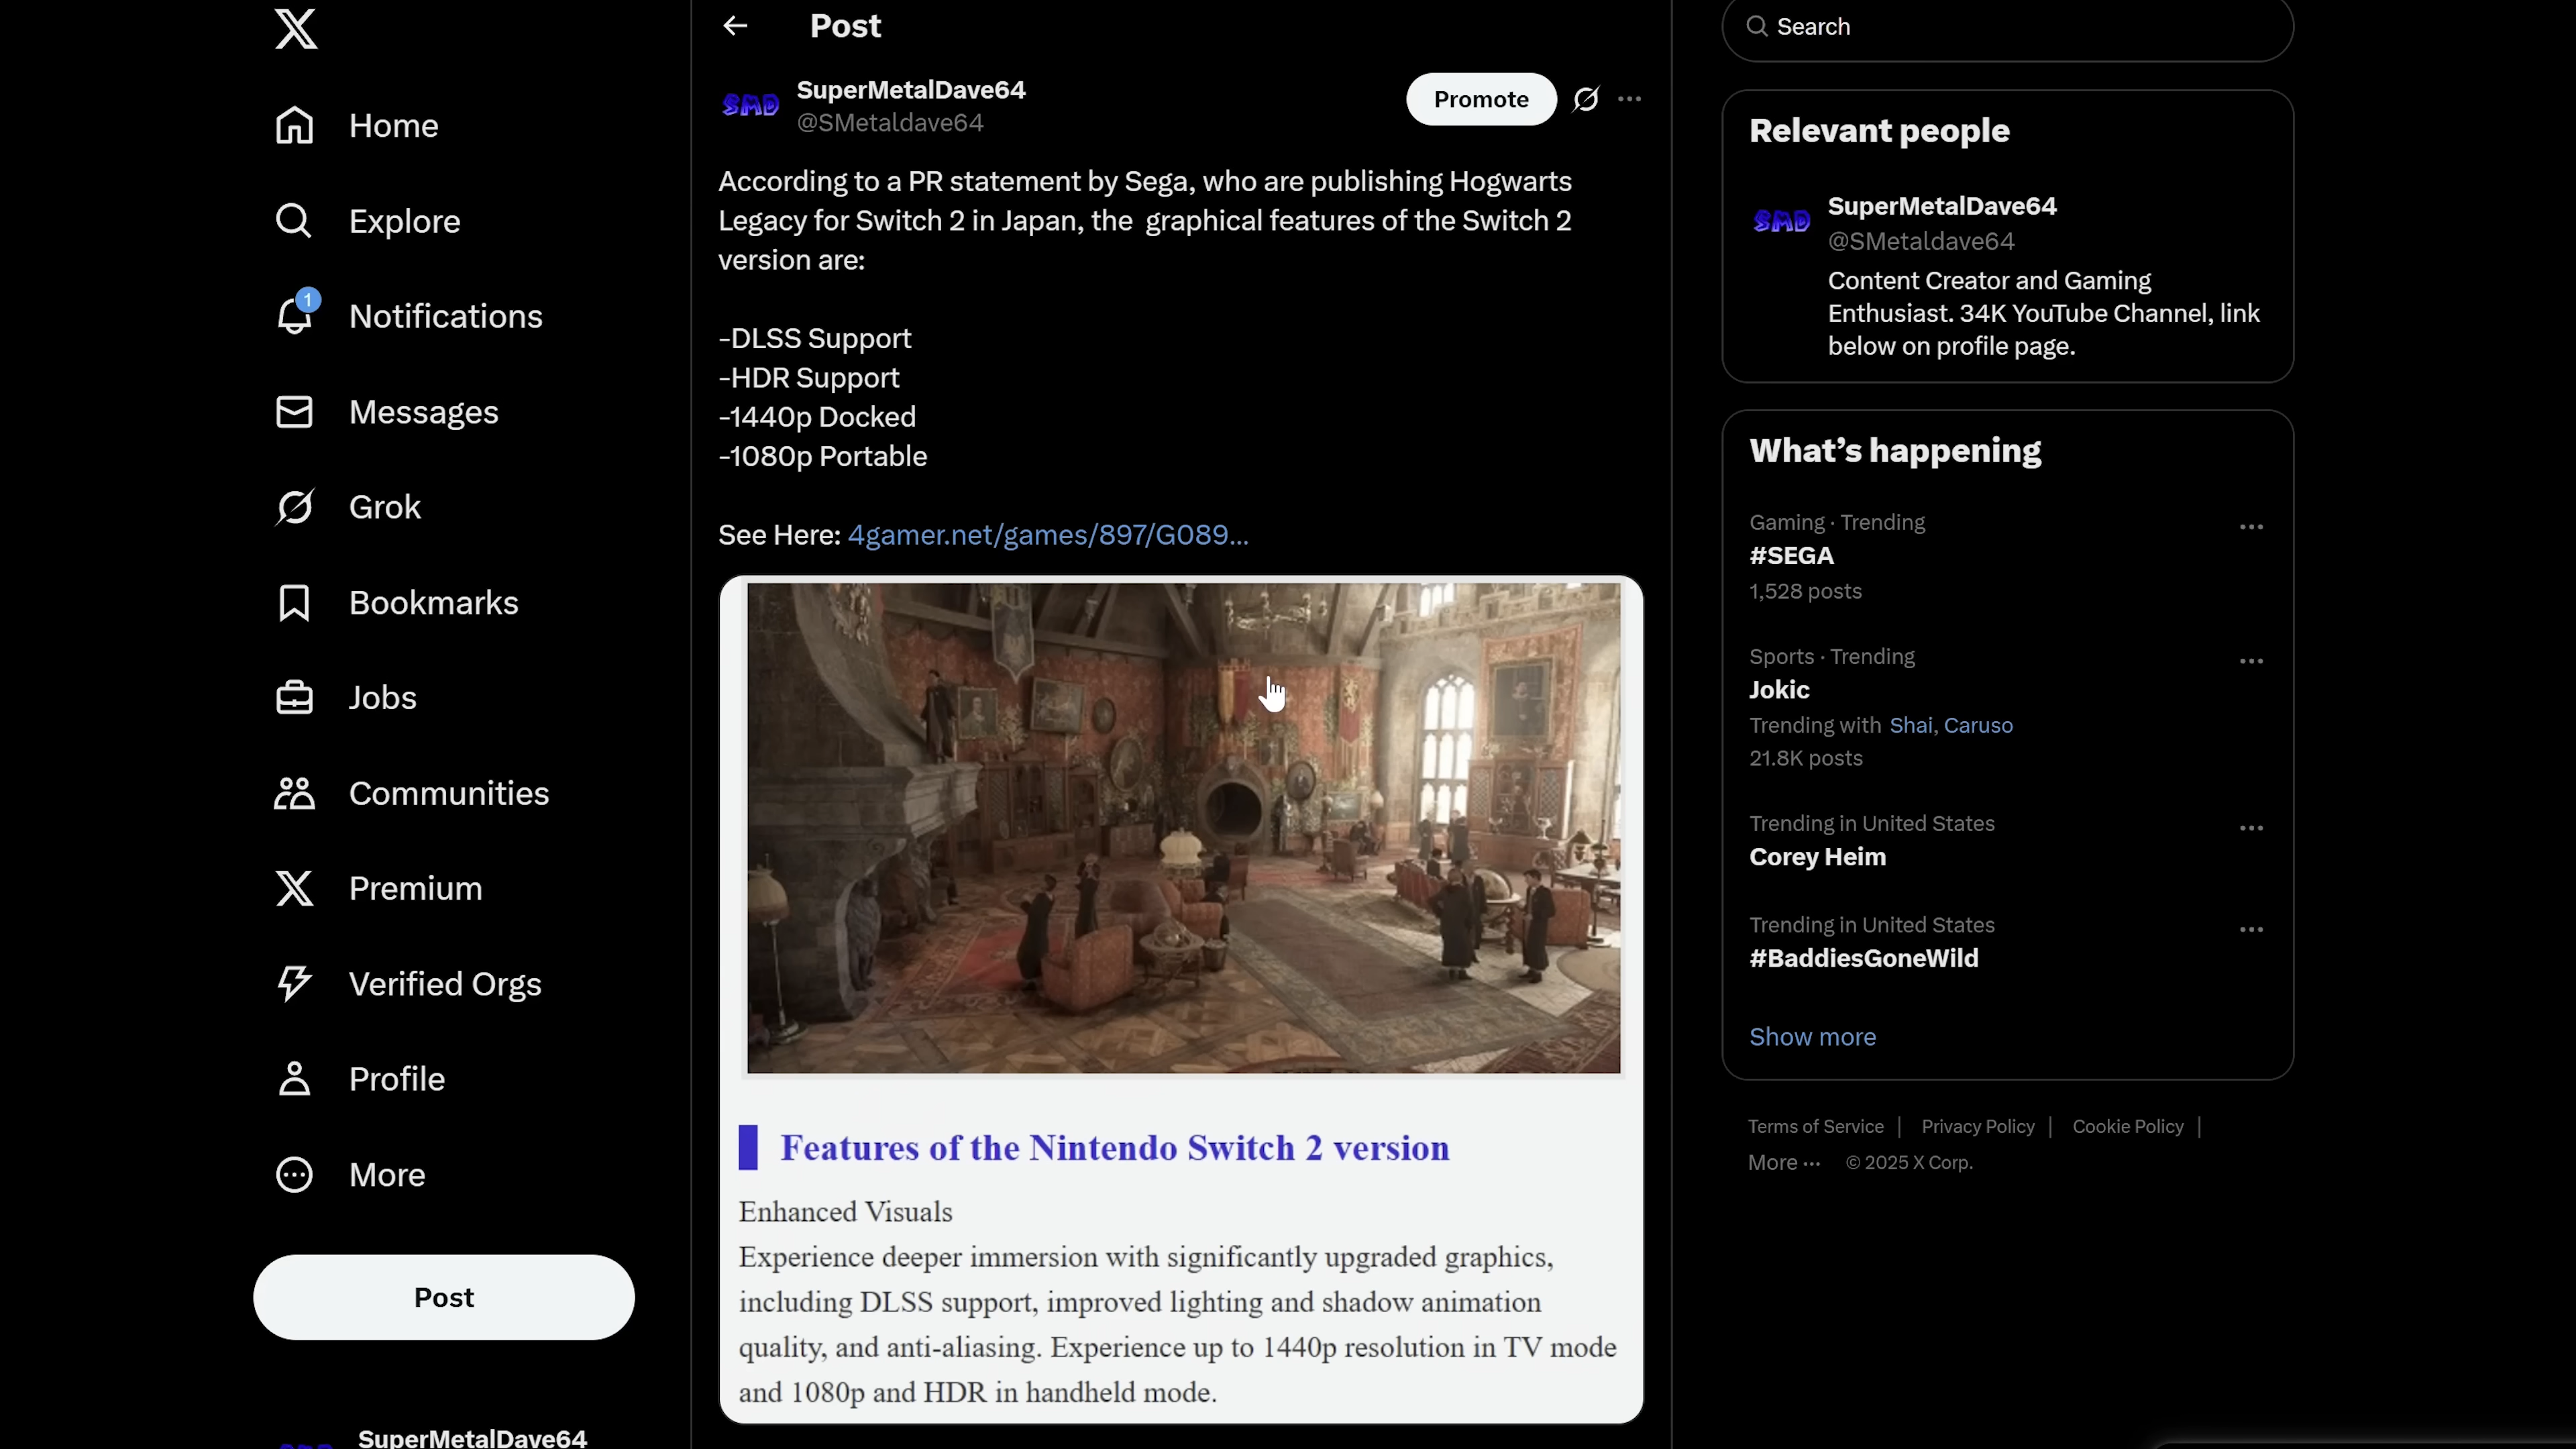 Home
Explore
1
Notifications
Messages
Grok
Bookmarks
Jobs
Communities
Premium
Verified Orgs
Profile
More
Post
SuperMetalDave64
Post
SMD
SuperMetalDave64
@SMetaldave64
Promote
According to a PR statement by Sega, who are publishing Hogwarts
Legacy for Switch 2 in Japan, the  graphical features of the Switch 2
version are:
-DLSS Support
-HDR Support
-1440p Docked
-1080p Portable
See Here: 4gamer.net/games/897/G089...
Features of the Nintendo Switch 2 version
Enhanced Visuals
Experience deeper immersion with significantly upgraded graphics,
including DLSS support, improved lighting and shadow animation
quality, and anti-aliasing. Experience up to 1440p resolution in TV mode
and 1080p and HDR in handheld mode.
Search
Relevant people
SMD
SuperMetalDave64
@SMetaldave64
Content Creator and Gaming
Enthusiast. 34K YouTube Channel, link
below on profile page.
What's happening
Gaming · Trending
#SEGA
1,528 posts
Sports · Trending
Jokic
Trending with Shai, Caruso
21.8K posts
Trending in United States
Corey Heim
Trending in United States
#BaddiesGoneWild
Show more
Terms of Service | Privacy Policy | Cookie Policy |
More ··· © 2025 X Corp.